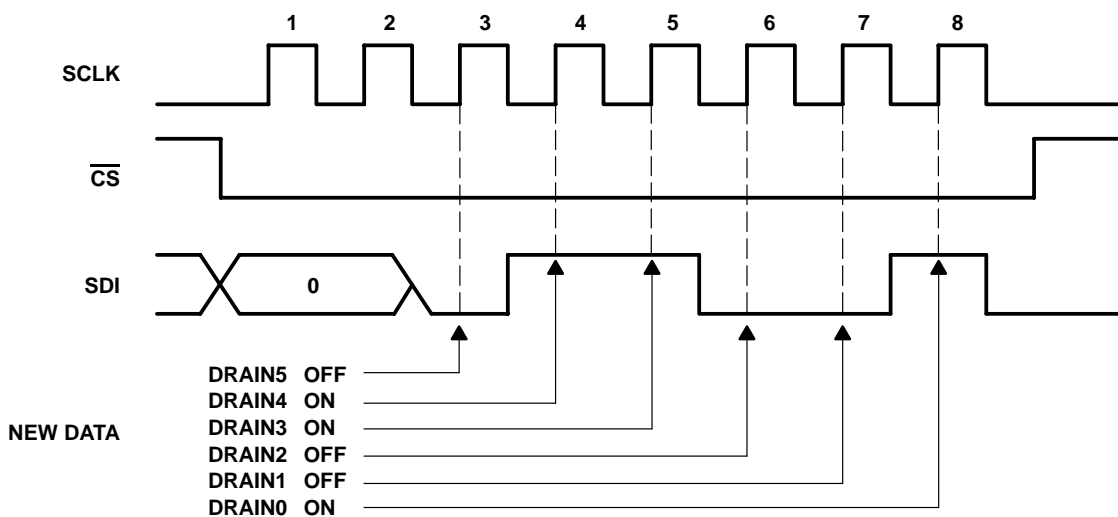 1 2 3 4 5 6 7 8
SCLK
CS
SDI
0
DRAIN5 OFF
DRAIN4 ON
DRAIN3 ON
NEW DATA
DRAIN2 OFF
DRAIN1 OFF
DRAIN0 ON